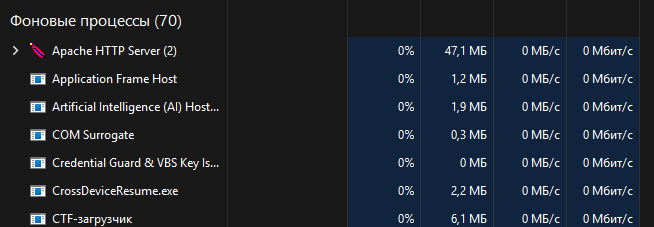 Фоновые процессы (70)
Apache HTTP Server (2) 0% 47,1 МБ 0 МБ/с 0 Мбит/с
Application Frame Host 0% 1,2 МБ 0 МБ/с 0 Мбит/с
Artificial Intelligence (AI) Host... 0% 1,9 МБ 0 МБ/с 0 Мбит/с
COM Surrogate 0% 0,3 МБ 0 МБ/с 0 Мбит/с
Credential Guard & VBS Key Is... 0% 0 МБ 0 МБ/с 0 Мбит/с
CrossDeviceResume.exe 0% 2,2 МБ 0 МБ/с 0 Мбит/с
CTF-загрузчик 0% 6,1 МБ 0 МБ/с 0 Мбит/с